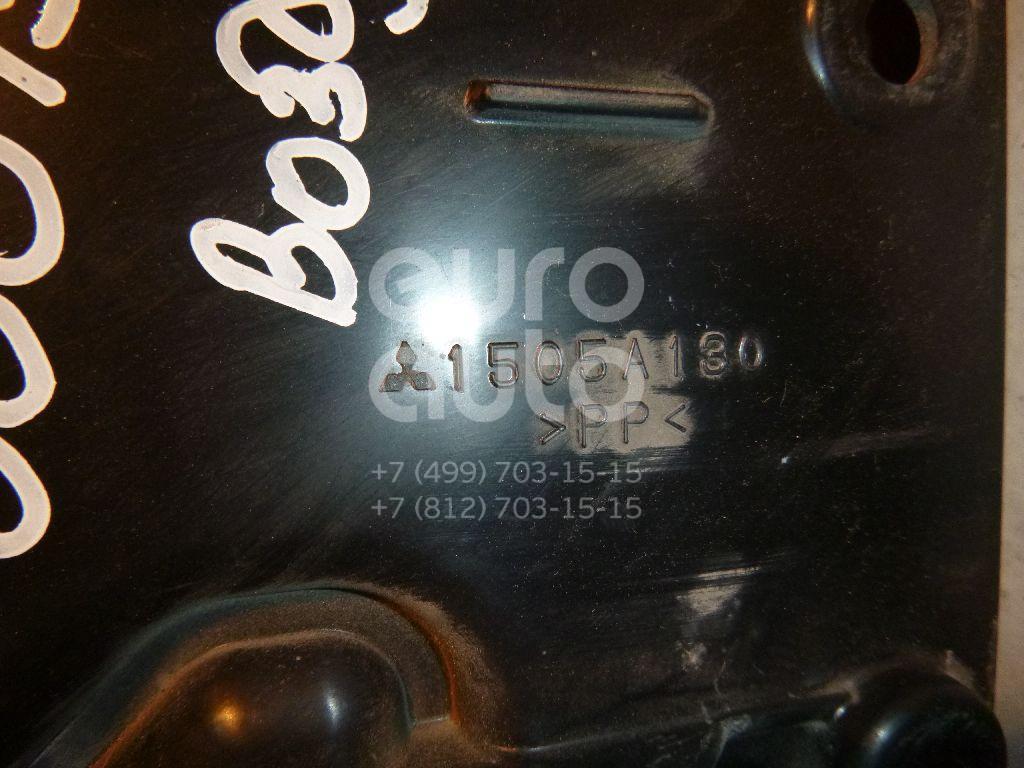 euro
auto
1505A130
>PP<
+7 (499) 703-15-15
+7 (812) 703-15-15